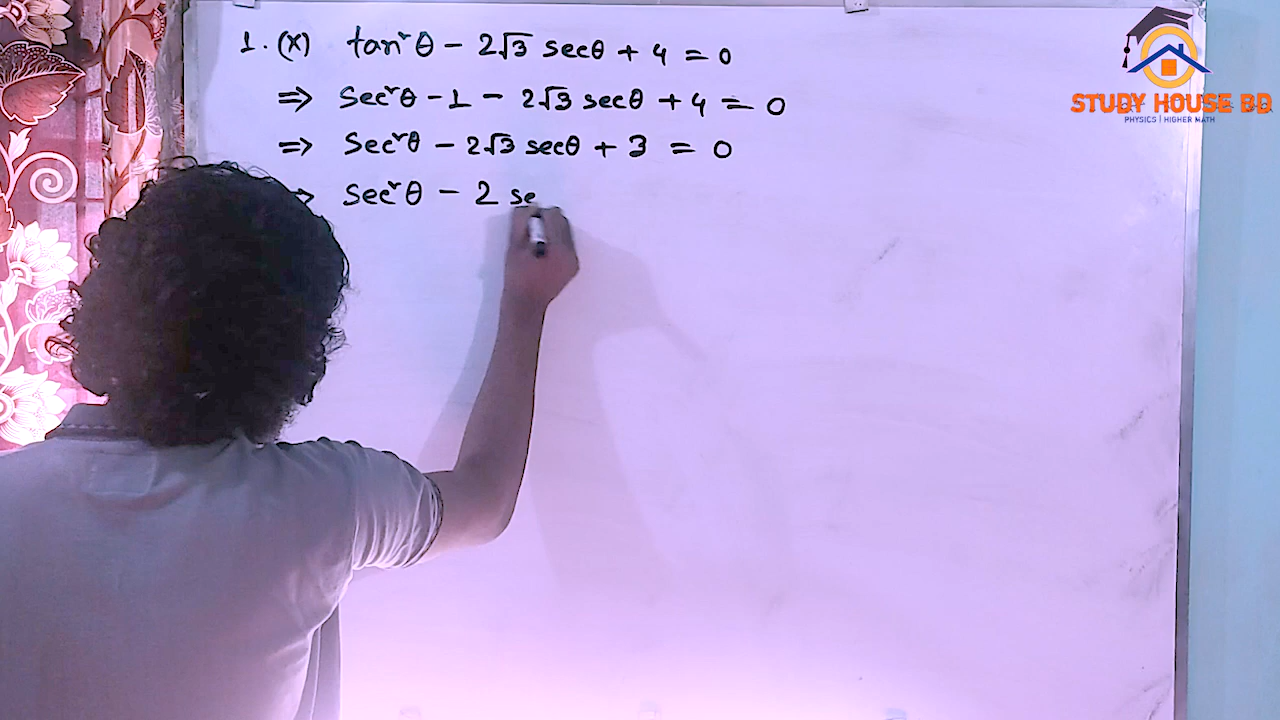 1. (x) tan²θ - 2√3 secθ + 4 = 0
⇒ sec²θ - 1 - 2√3 secθ + 4 = 0
⇒ sec²θ - 2√3 secθ + 3 = 0
⇒ sec²θ - 2 se
STUDY HOUSE BD
PHYSICS | HIGHER MATH